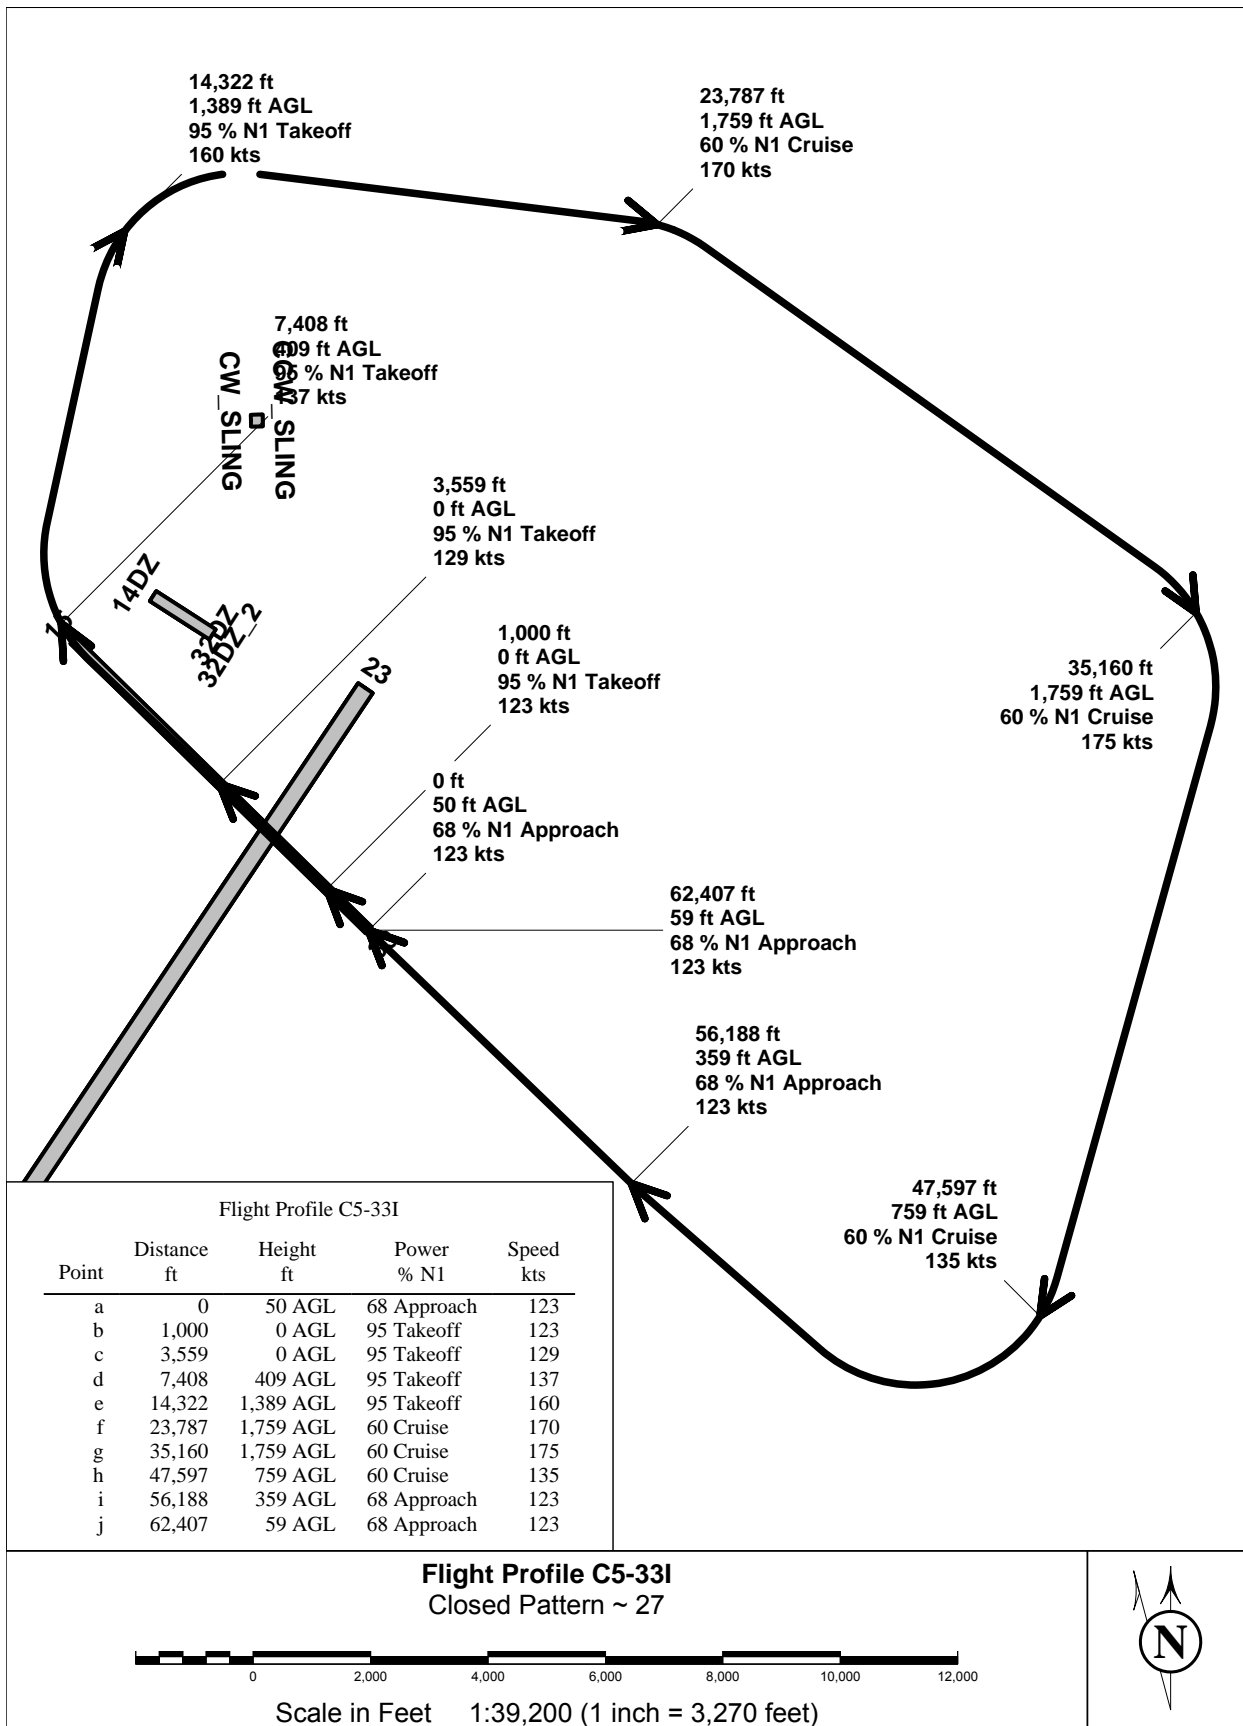 14,322 ft
1,389 ft AGL
95 % N1 Takeoff
160 kts
23,787 ft
1,759 ft AGL
60 % N1 Cruise
170 kts
7,408 ft
409 ft AGL
95 % N1 Takeoff
137 kts
CW_SLING
CCW_SLING
3,559 ft
0 ft AGL
95 % N1 Takeoff
129 kts
14DZ
32DZ
32DZ_2
23
1,000 ft
0 ft AGL
95 % N1 Takeoff
123 kts
35,160 ft
1,759 ft AGL
60 % N1 Cruise
175 kts
0 ft
50 ft AGL
68 % N1 Approach
123 kts
62,407 ft
59 ft AGL
68 % N1 Approach
123 kts
56,188 ft
359 ft AGL
68 % N1 Approach
123 kts
47,597 ft
759 ft AGL
60 % N1 Cruise
135 kts
Flight Profile C5-33I
Distance Height Power Speed
Point ft ft % N1 kts
a 0 50 AGL 68 Approach 123
b 1,000 0 AGL 95 Takeoff 123
c 3,559 0 AGL 95 Takeoff 129
d 7,408 409 AGL 95 Takeoff 137
e 14,322 1,389 AGL 95 Takeoff 160
f 23,787 1,759 AGL 60 Cruise 170
g 35,160 1,759 AGL 60 Cruise 175
h 47,597 759 AGL 60 Cruise 135
i 56,188 359 AGL 68 Approach 123
j 62,407 59 AGL 68 Approach 123
Flight Profile C5-33I
Closed Pattern ~ 27
0 2,000 4,000 6,000 8,000 10,000 12,000
Scale in Feet 1:39,200 (1 inch = 3,270 feet)
N